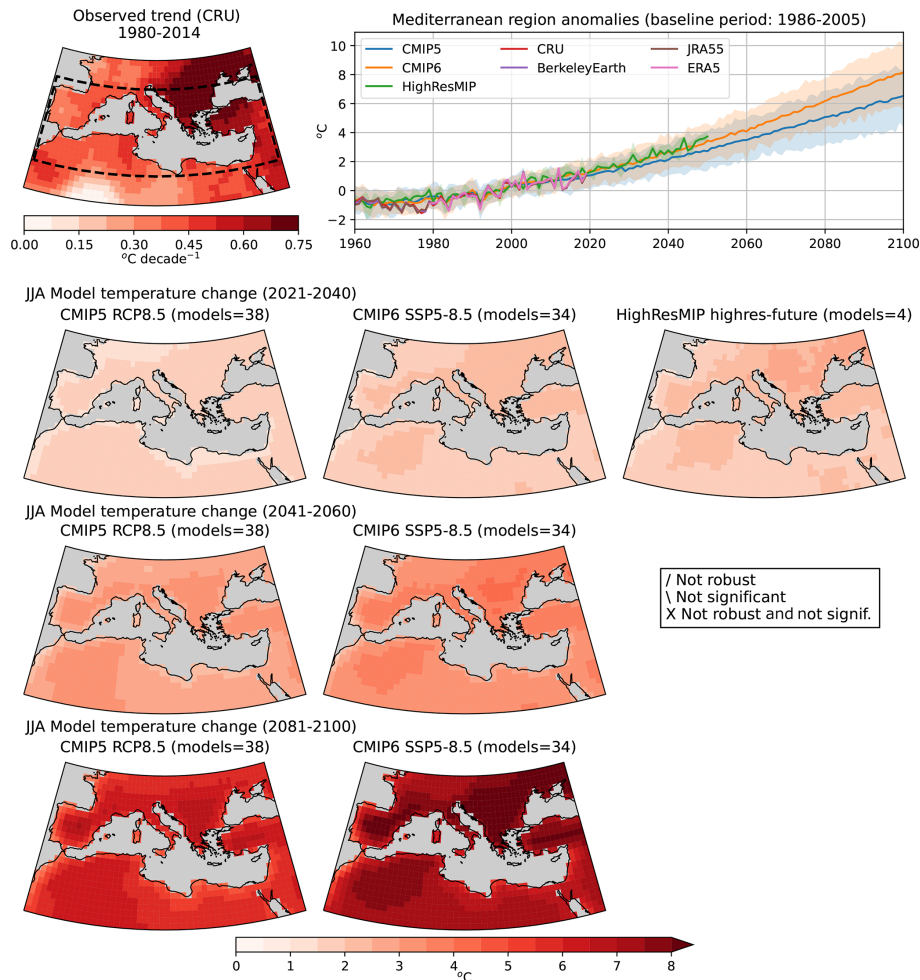 Observed trend (CRU)
1980-2014
0.00 0.15 0.30 0.45 0.60 0.75
°C decade⁻¹
Mediterranean region anomalies (baseline period: 1986-2005)
CMIP5
CMIP6
HighResMIP
CRU
BerkeleyEarth
JRA55
ERA5
°C
10
8
6
4
2
0
−2
1960 1980 2000 2020 2040 2060 2080 2100
JJA Model temperature change (2021-2040)
CMIP5 RCP8.5 (models=38)
CMIP6 SSP5-8.5 (models=34)
HighResMIP highres-future (models=4)
JJA Model temperature change (2041-2060)
CMIP5 RCP8.5 (models=38)
CMIP6 SSP5-8.5 (models=34)
/ Not robust
\ Not significant
X Not robust and not signif.
JJA Model temperature change (2081-2100)
CMIP5 RCP8.5 (models=38)
CMIP6 SSP5-8.5 (models=34)
0 1 2 3 4 5 6 7 8
°C